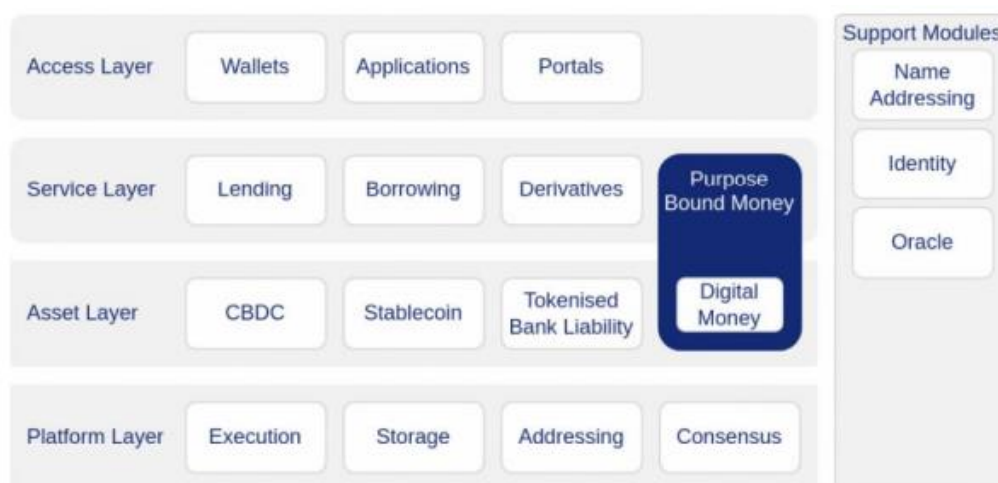 Access Layer
Wallets
Applications
Portals
Service Layer
Lending
Borrowing
Derivatives
Purpose
Bound Money
Asset Layer
CBDC
Stablecoin
Tokenised
Bank Liability
Digital
Money
Platform Layer
Execution
Storage
Addressing
Consensus
Support Modules
Name
Addressing
Identity
Oracle